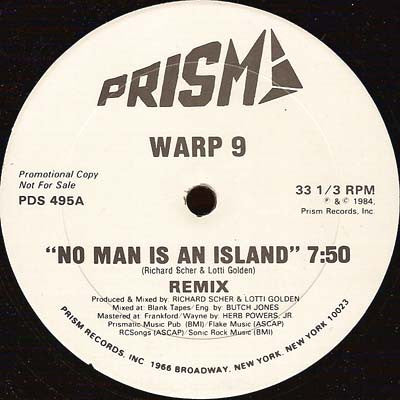 PRISM
WARP 9
Promotional Copy
Not For Sale
PDS 495A
33 1/3 RPM
℗ & © 1984,
Prism Records, Inc.
"NO MAN IS AN ISLAND" 7:50
(Richard Scher & Lotti Golden)
REMIX
Produced & Mixed by: RICHARD SCHER & LOTTI GOLDEN
Mixed at: Blank Tapes/Eng. by: BUTCH JONES
Mastered at: Frankford/Wayne by: HERB POWERS, JR
Prismatic Music Pub (BMI)/ Flake Music (ASCAP)
RCSongs (ASCAP)/Sonic Rock Music/ (BMI)
PRISM RECORDS, INC 1966 BROADWAY, NEW YORK, NEW YORK 10023